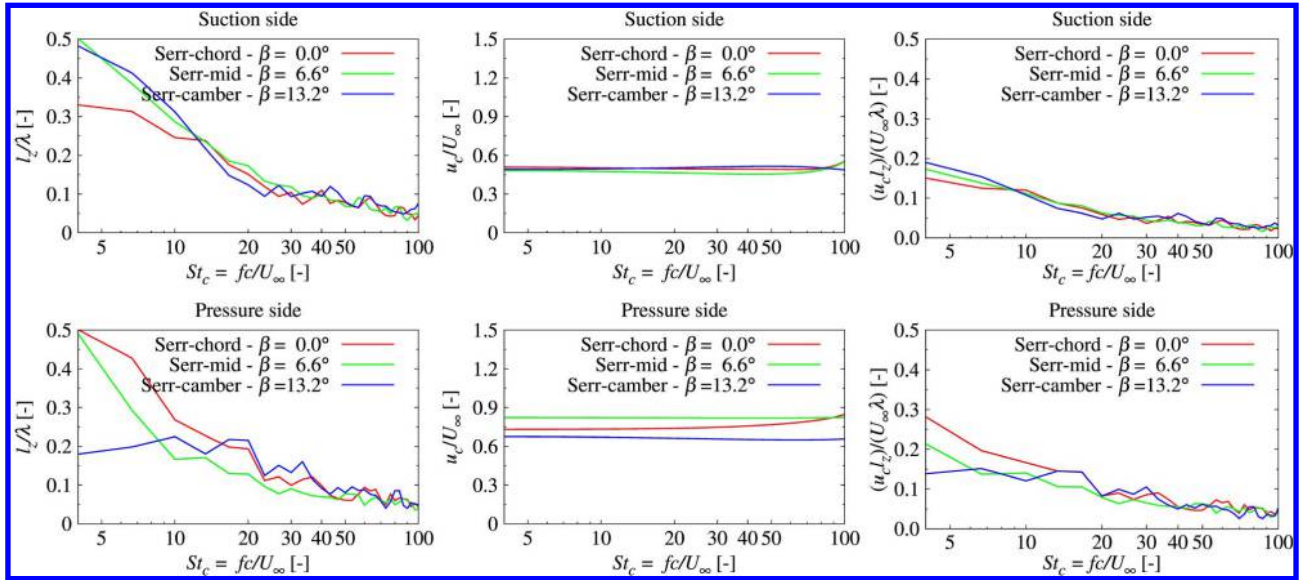 Suction side
Serr-chord - β = 0.0°
Serr-mid - β = 6.6°
Serr-camber - β =13.2°
l_z/λ [-]
0.5
0.4
0.3
0.2
0.1
0
5 10 20 30 40 50 100
St_c = fc/U_∞ [-]
Suction side
Serr-chord - β = 0.0°
Serr-mid - β = 6.6°
Serr-camber - β =13.2°
u_c/U_∞ [-]
1.5
1.2
0.9
0.6
0.3
0
5 10 20 30 40 50 100
St_c = fc/U_∞ [-]
Suction side
Serr-chord - β = 0.0°
Serr-mid - β = 6.6°
Serr-camber - β =13.2°
(u_c l_z)/(U_∞λ) [-]
0.5
0.4
0.3
0.2
0.1
0.0
5 10 20 30 40 50 100
St_c = fc/U_∞ [-]
Pressure side
Serr-chord - β = 0.0°
Serr-mid - β = 6.6°
Serr-camber - β =13.2°
l_z/λ [-]
0.5
0.4
0.3
0.2
0.1
0
5 10 20 30 40 50 100
St_c = fc/U_∞ [-]
Pressure side
Serr-chord - β = 0.0°
Serr-mid - β = 6.6°
Serr-camber - β =13.2°
u_c/U_∞ [-]
1.5
1.2
0.9
0.6
0.3
0
5 10 20 30 40 50 100
St_c = fc/U_∞ [-]
Pressure side
Serr-chord - β = 0.0°
Serr-mid - β = 6.6°
Serr-camber - β =13.2°
(u_c l_z)/(U_∞λ) [-]
0.5
0.4
0.3
0.2
0.1
0.0
5 10 20 30 40 50 100
St_c = fc/U_∞ [-]